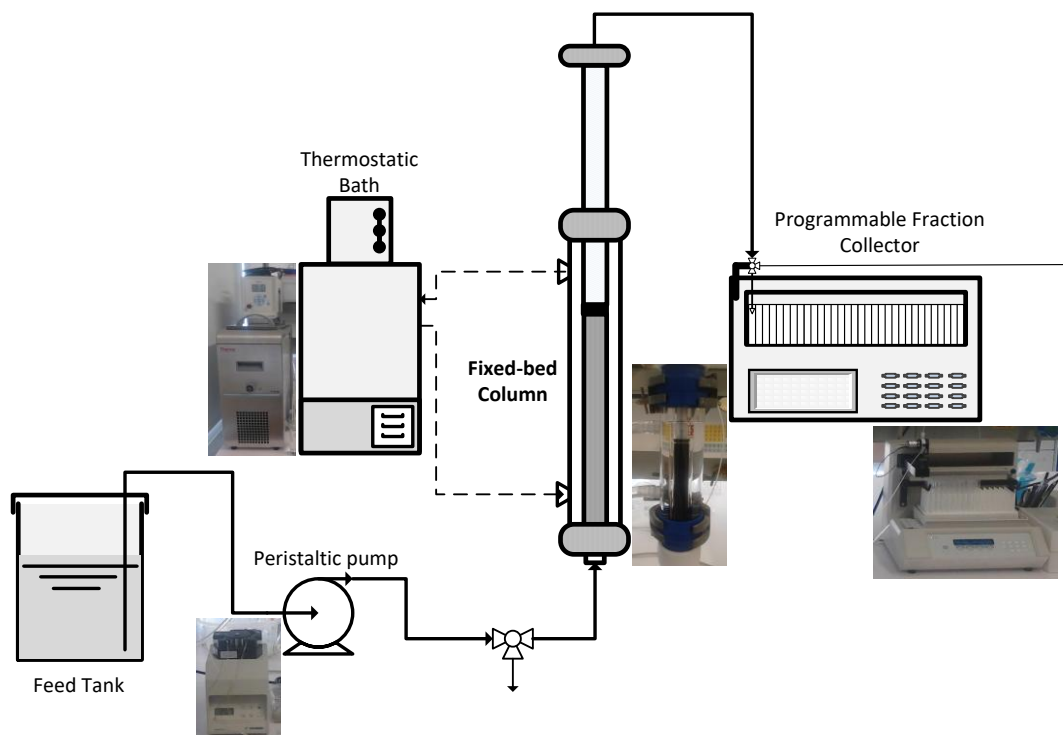 Thermostatic
Bath
Programmable Fraction
Collector
Fixed-bed
Column
Peristaltic pump
Feed Tank